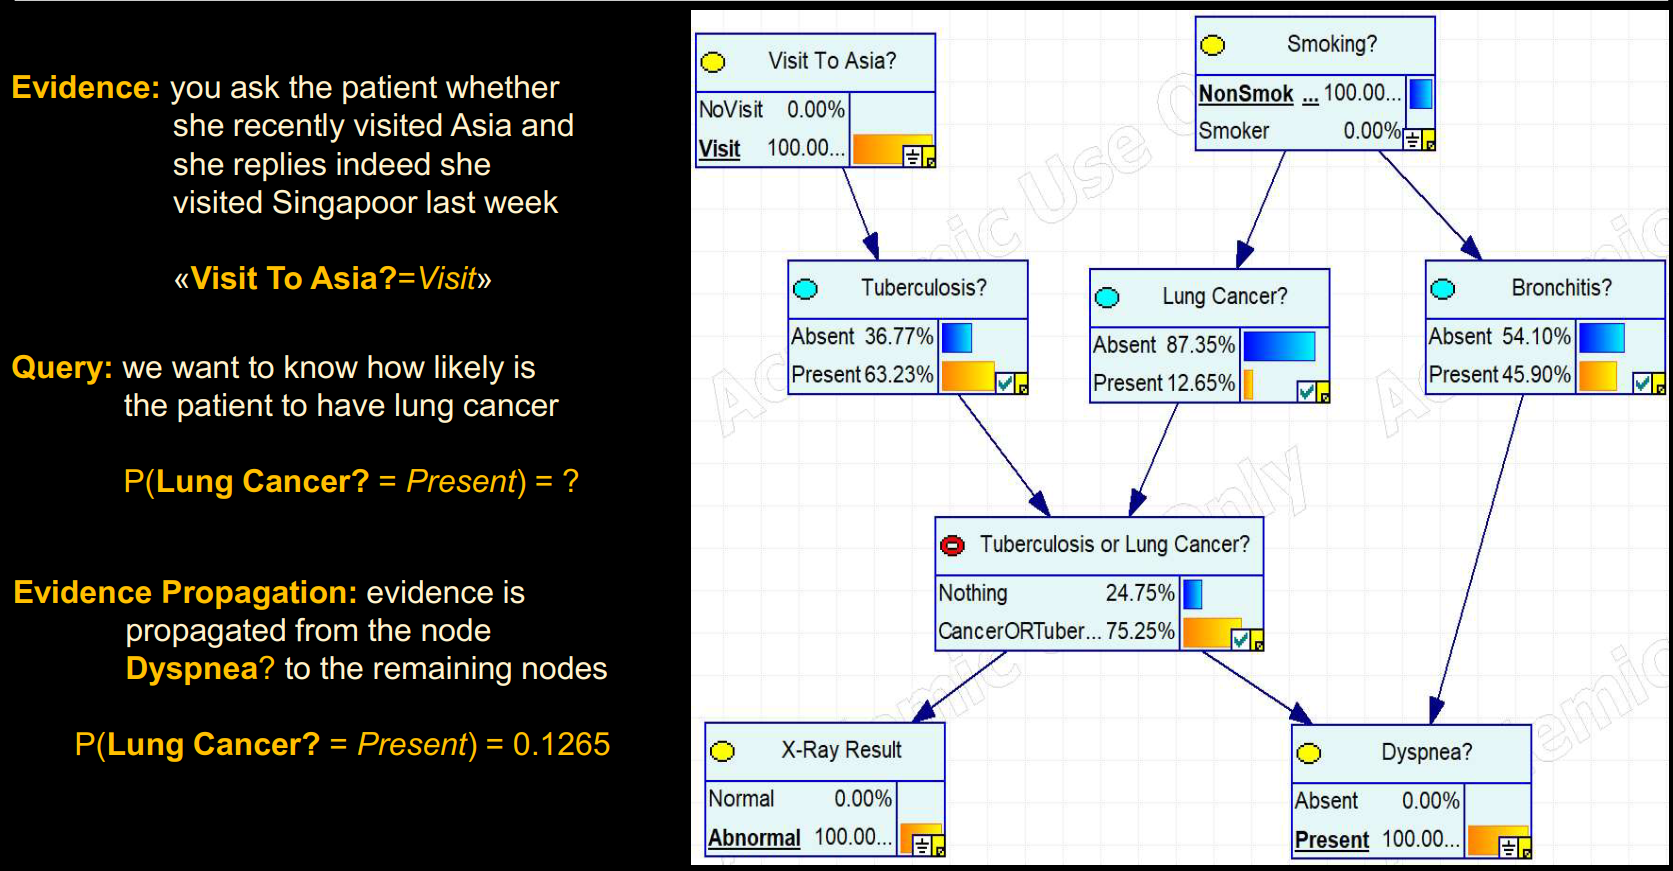 Evidence: you ask the patient whether
she recently visited Asia and
she replies indeed she
visited Singapoor last week
«Visit To Asia?=Visit»
Query: we want to know how likely is
the patient to have lung cancer
P(Lung Cancer? = Present) = ?
Evidence Propagation: evidence is
propagated from the node
Dyspnea? to the remaining nodes
P(Lung Cancer? = Present) = 0.1265
Visit To Asia?
NoVisit 0.00%
Visit 100.00...
Smoking?
NonSmok ... 100.00...
Smoker 0.00%
Tuberculosis?
Absent 36.77%
Present 63.23%
Lung Cancer?
Absent 87.35%
Present 12.65%
Bronchitis?
Absent 54.10%
Present 45.90%
Tuberculosis or Lung Cancer?
Nothing 24.75%
CancerORTuber... 75.25%
X-Ray Result
Normal 0.00%
Abnormal 100.00...
Dyspnea?
Absent 0.00%
Present 100.00...